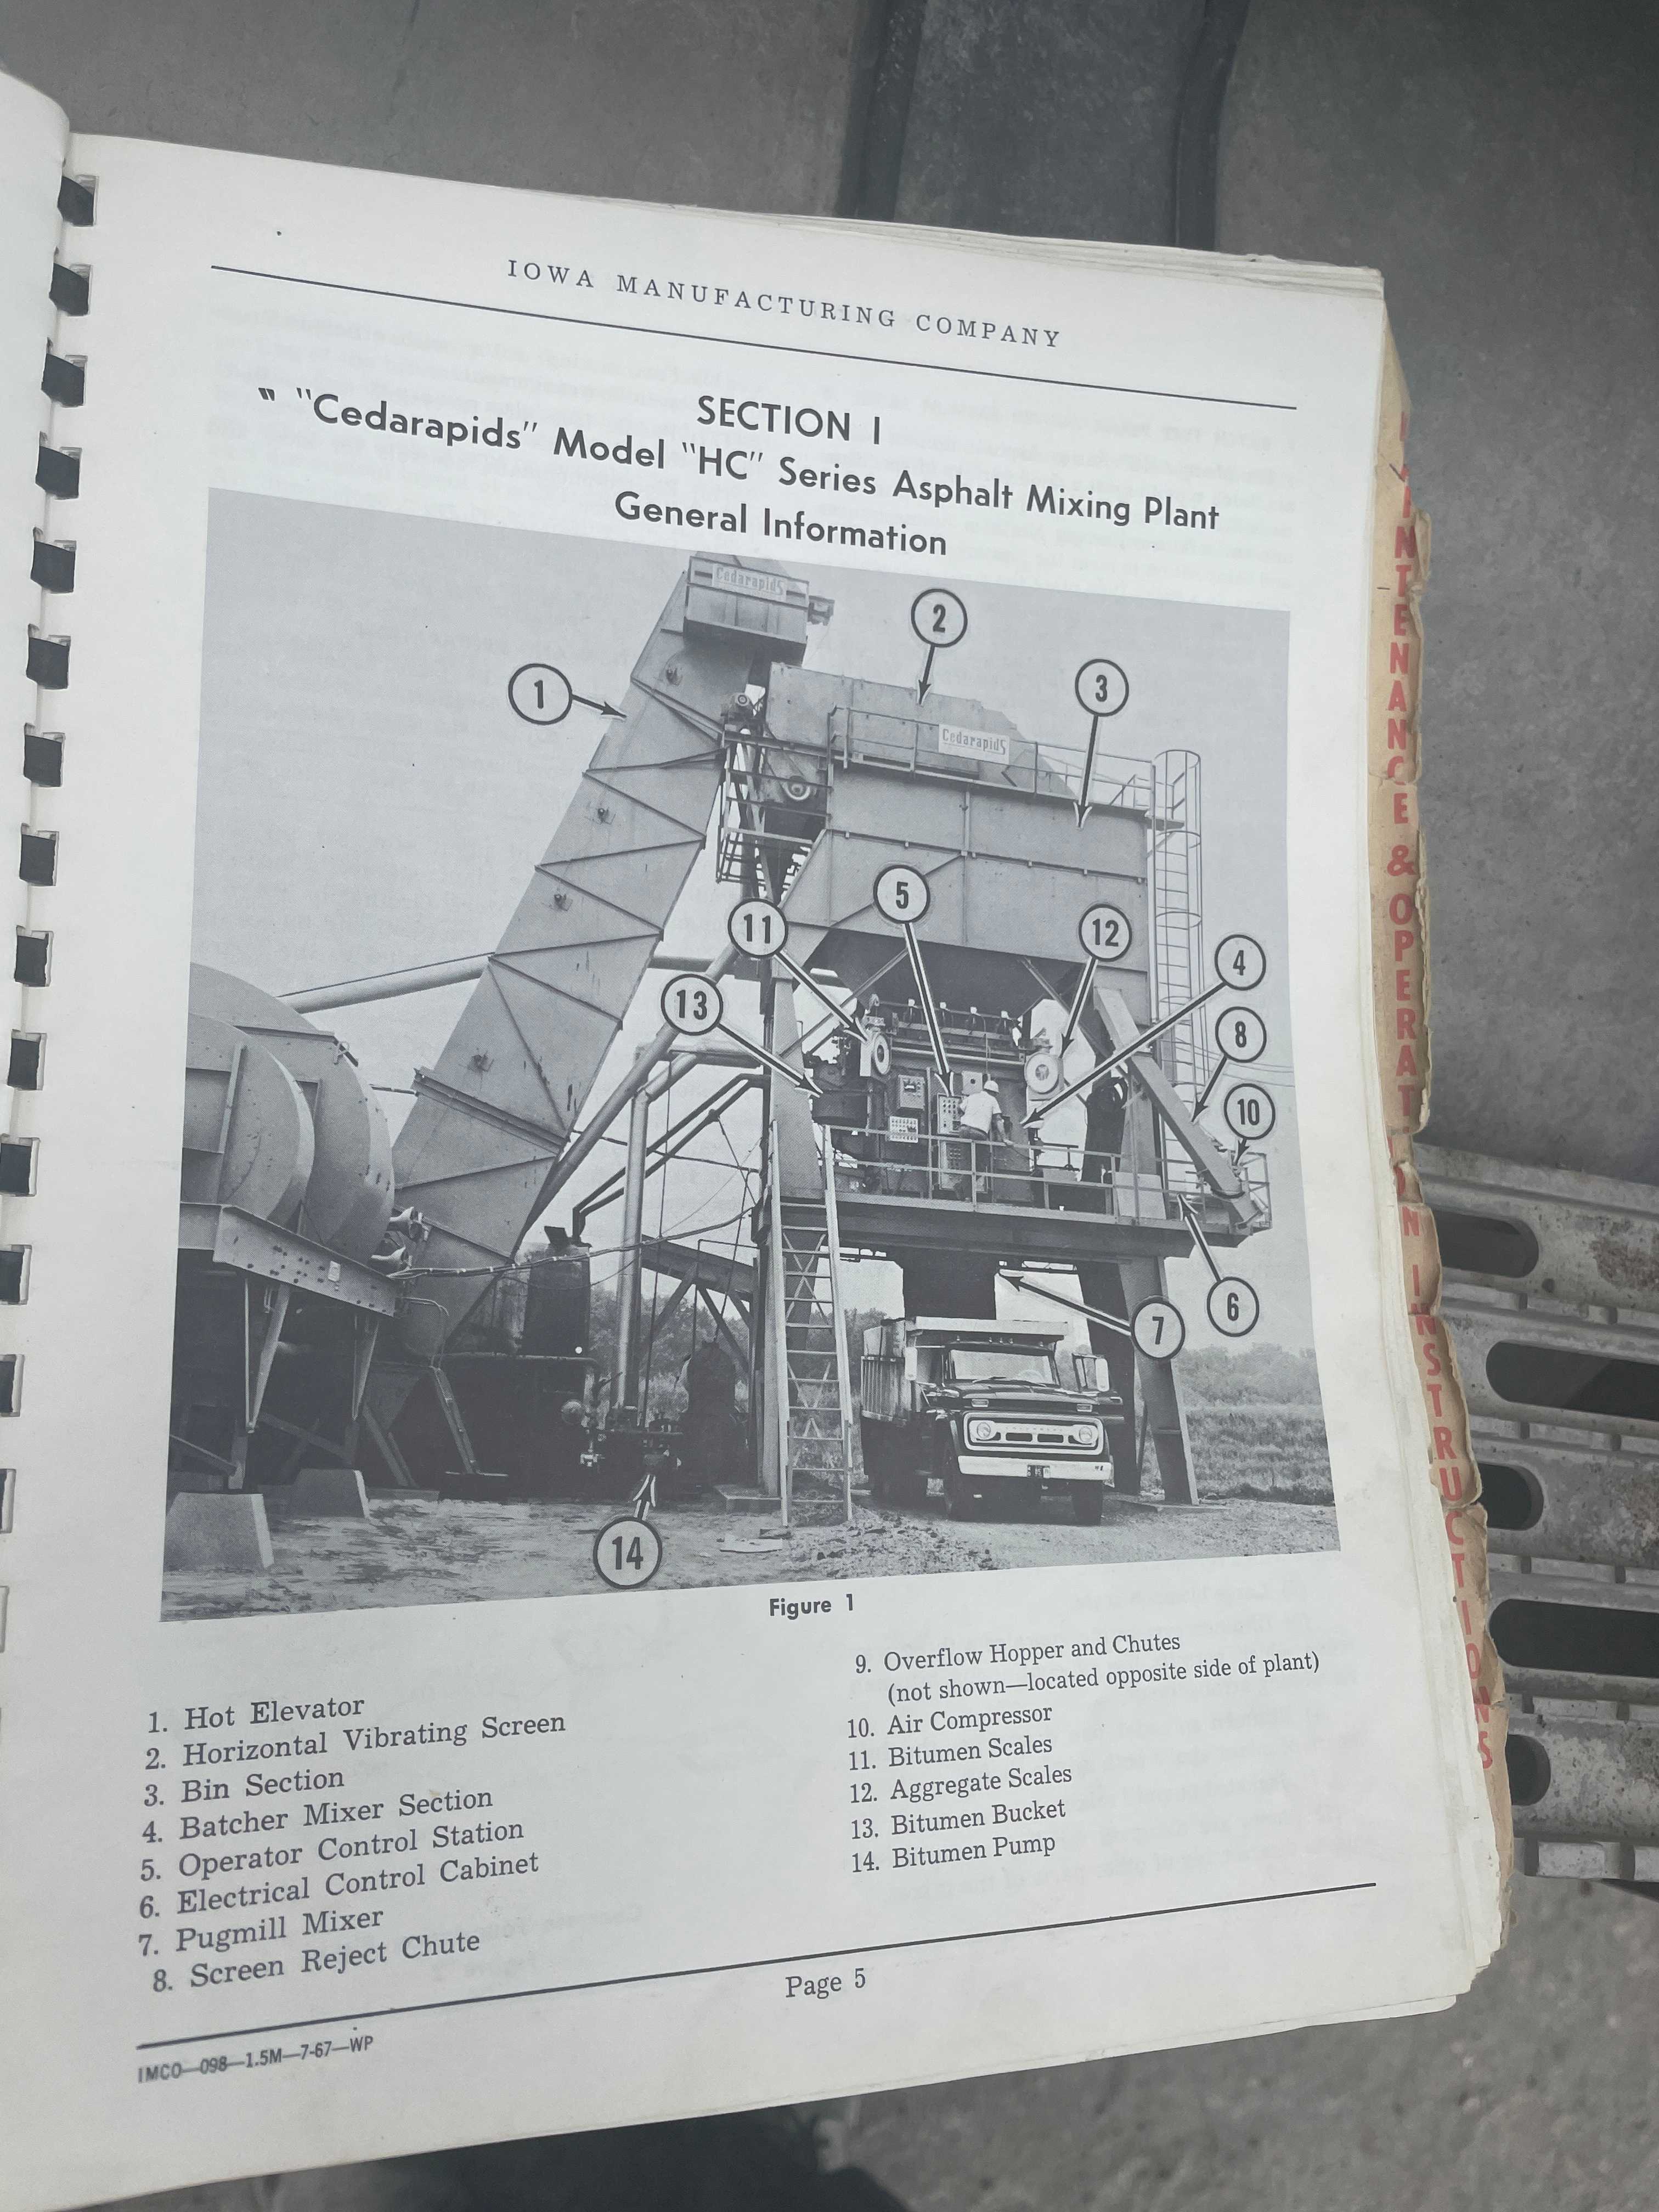 IOWA MANUFACTURING COMPANY
SECTION I
" "Cedarapids" Model "HC" Series Asphalt Mixing Plant
General Information
Cedarapids
2
1
3
Cedarapids
5
11
12
4
13
8
10
6
7
14
Figure 1
1. Hot Elevator
2. Horizontal Vibrating Screen
3. Bin Section
4. Batcher Mixer Section
5. Operator Control Station
6. Electrical Control Cabinet
7. Pugmill Mixer
8. Screen Reject Chute
9. Overflow Hopper and Chutes
(not shown—located opposite side of plant)
10. Air Compressor
11. Bitumen Scales
12. Aggregate Scales
13. Bitumen Bucket
14. Bitumen Pump
Page 5
IMCO—098—1.5M—7-67—WP
& OPERATION INSTRUCTIONS